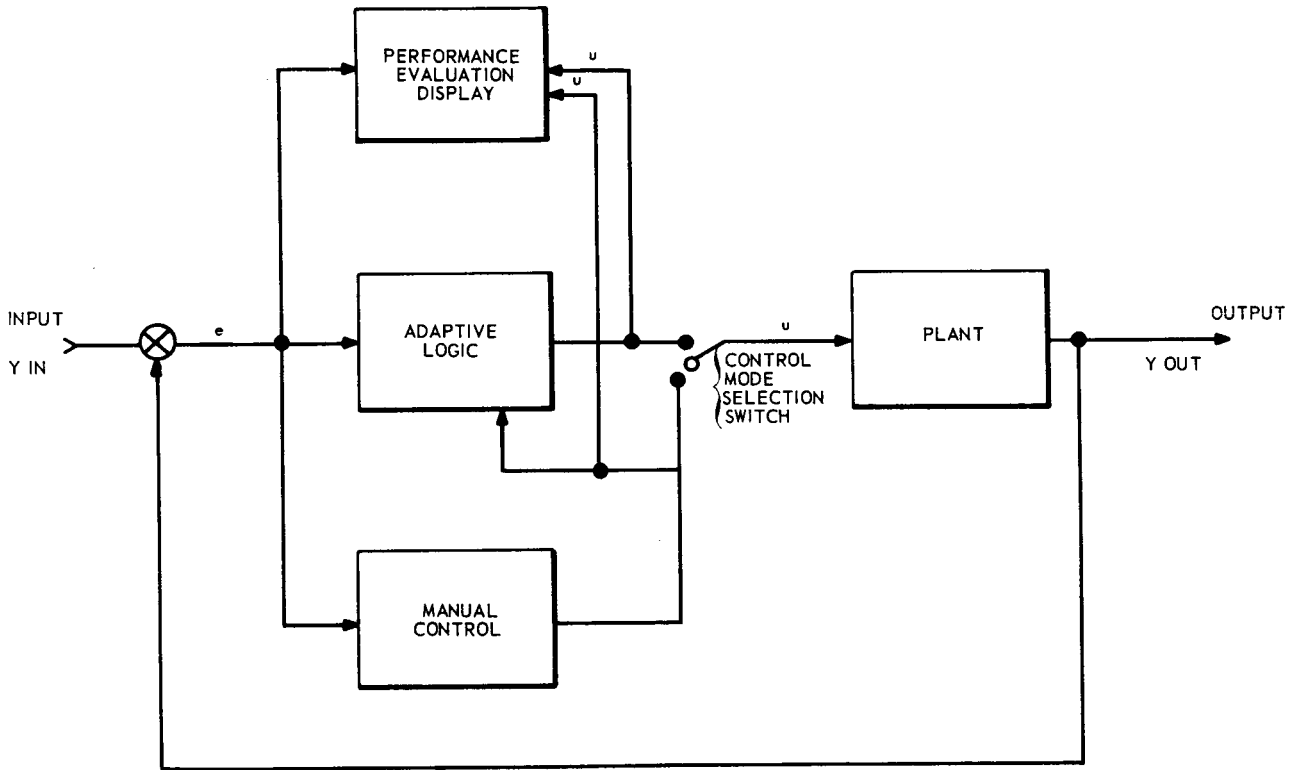 PERFORMANCE
EVALUATION
DISPLAY
u
u
INPUT
Y IN
e
ADAPTIVE
LOGIC
u
CONTROL
MODE
SELECTION
SWITCH
PLANT
OUTPUT
Y OUT
MANUAL
CONTROL